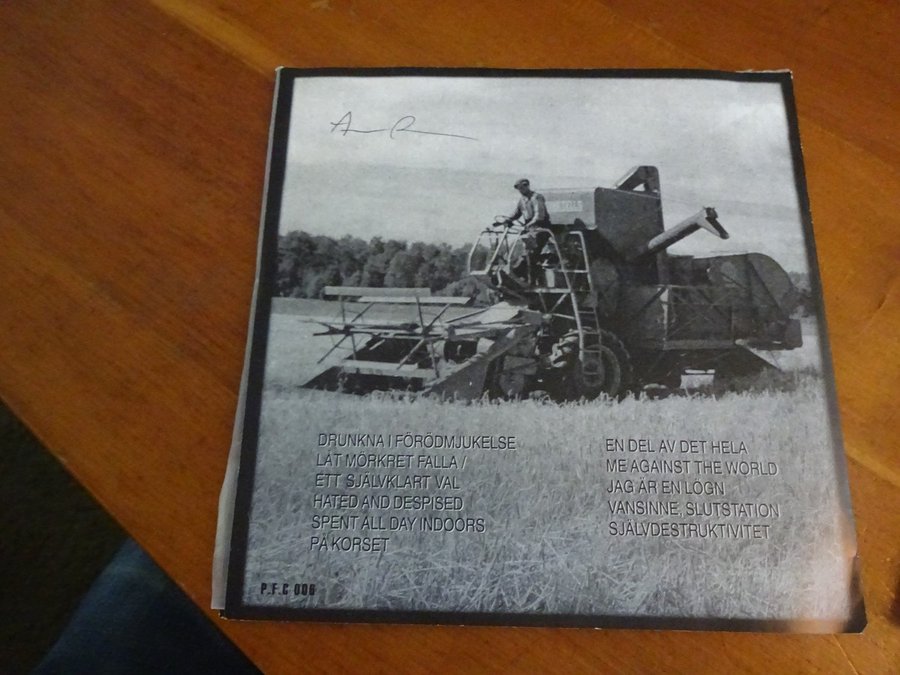 DRUNKNA I FÖRÖDMJUKELSE
LÅT MÖRKRET FALLA /
ETT SJÄLVKLART VAL
HATED AND DESPISED
SPENT ALL DAY INDOORS
PÅ KORSET
EN DEL AV DET HELA
ME AGAINST THE WORLD
JAG ÄR EN LÖGN
VANSINNE, SLUTSTATION
SJÄLVDESTRUKTIVITET
P.F.C 006